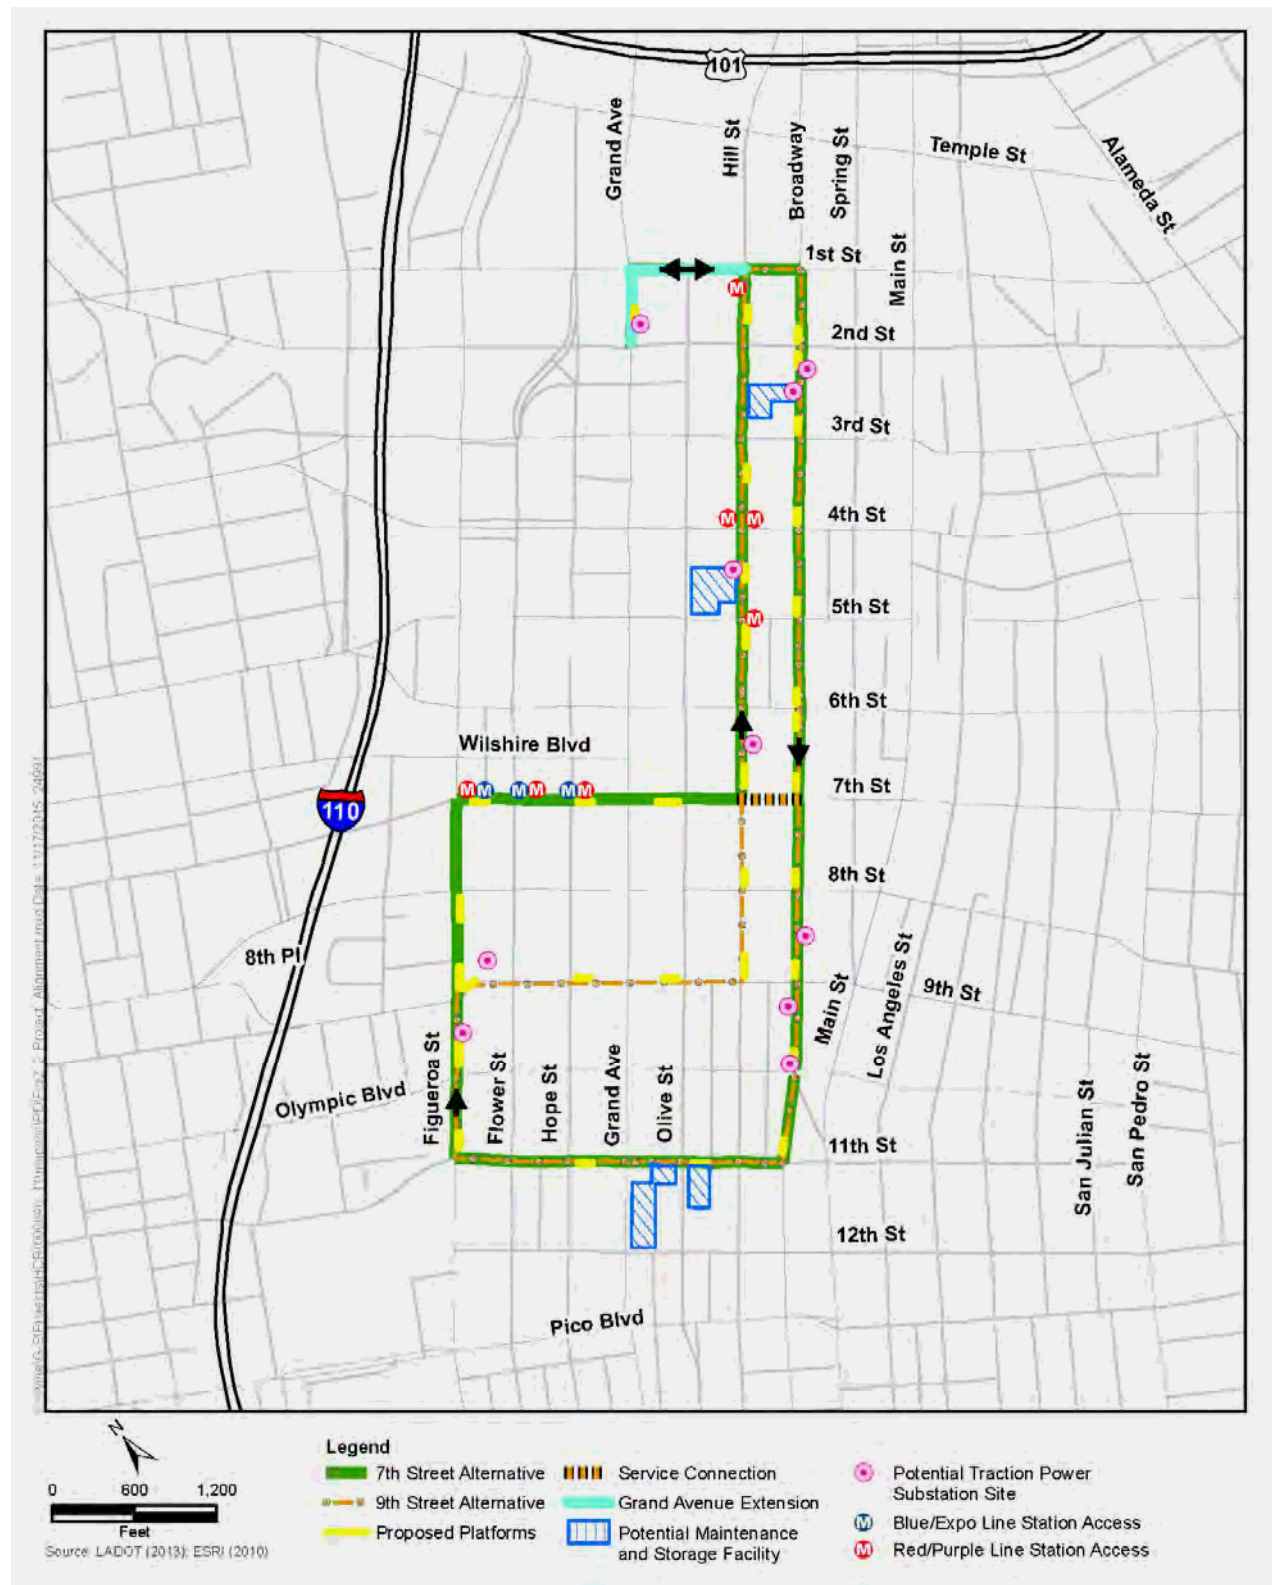 101
Grand Ave
Hill St
Broadway
Spring St
Temple St
Alameda St
1st St
Main St
M
2nd St
3rd St
M M
4th St
5th St
M
6th St
Wilshire Blvd
7th St
M M M M M M
110
8th St
8th Pl
Main St
Los Angeles St
9th St
Figueroa St
Flower St
Hope St
Grand Ave
Olive St
Olympic Blvd
San Julian St
San Pedro St
11th St
12th St
Pico Blvd
N
0 600 1,200
Feet
Source: LADOT (2013); ESRI (2010)
Legend
7th Street Alternative
9th Street Alternative
Proposed Platforms
Service Connection
Grand Avenue Extension
Potential Maintenance
and Storage Facility
Potential Traction Power
Substation Site
M Blue/Expo Line Station Access
M Red/Purple Line Station Access